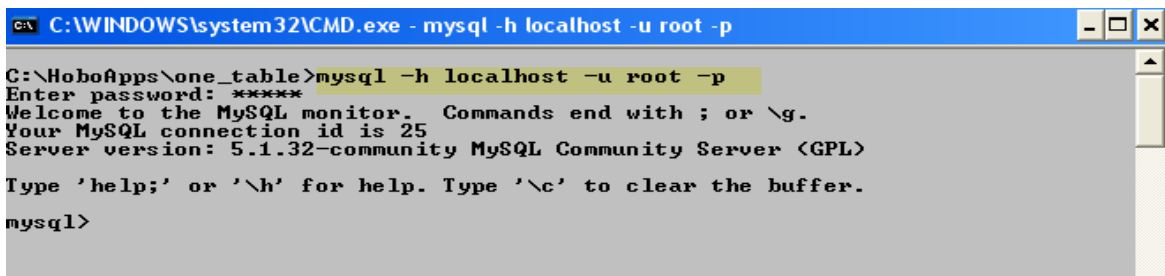 C:\WINDOWS\system32\CMD.exe - mysql -h localhost -u root -p
C:\HoboApps\one_table>mysql -h localhost -u root -p
Enter password: *****
Welcome to the MySQL monitor.  Commands end with ; or \g.
Your MySQL connection id is 25
Server version: 5.1.32-community MySQL Community Server (GPL)
Type 'help;' or '\h' for help. Type '\c' to clear the buffer.
mysql>